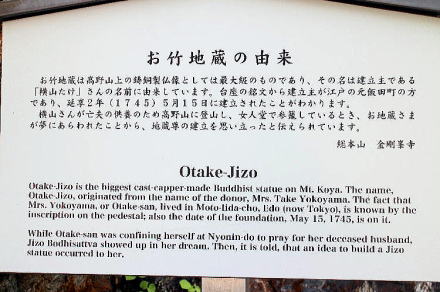 お竹地蔵の由来
お竹地蔵は高野山上の鋳銅製仏像としては最大級のものであり、その名は建立主である
「横山たけ」さんの名前に由来しています。台座の銘文から建立主が江戸の元飯田町の方
であり、延享2年（1745）5月15日に建立されたことがわかります。
横山さんが亡夫の供養のため高野山に登山し、女人堂で参籠しているとき、お地蔵さま
が夢にあらわれたことから、地蔵尊の建立を思い立ったと伝えられています。
総本山 金剛峯寺
Otake-Jizo
Otake-Jizo is the biggest cast-capper-made Buddhist statue on Mt. Koya. The name,
Otake-Jizo, originated from the name of the donor, Mrs. Take Yokoyama. The fact that
Mrs. Yokoyama, or Otake-san, lived in Moto-Iida-cho, Edo (now Tokyo), is known by the
inscription on the pedestal; also the date of the foundation, May 15, 1745, is on it.
While Otake-san was confining herself at Nyonin-do to pray for her deceased husband,
Jizo Bodhisattva showed up in her dream. Then, it is told, that an idea to build a Jizo
statue occurred to her.